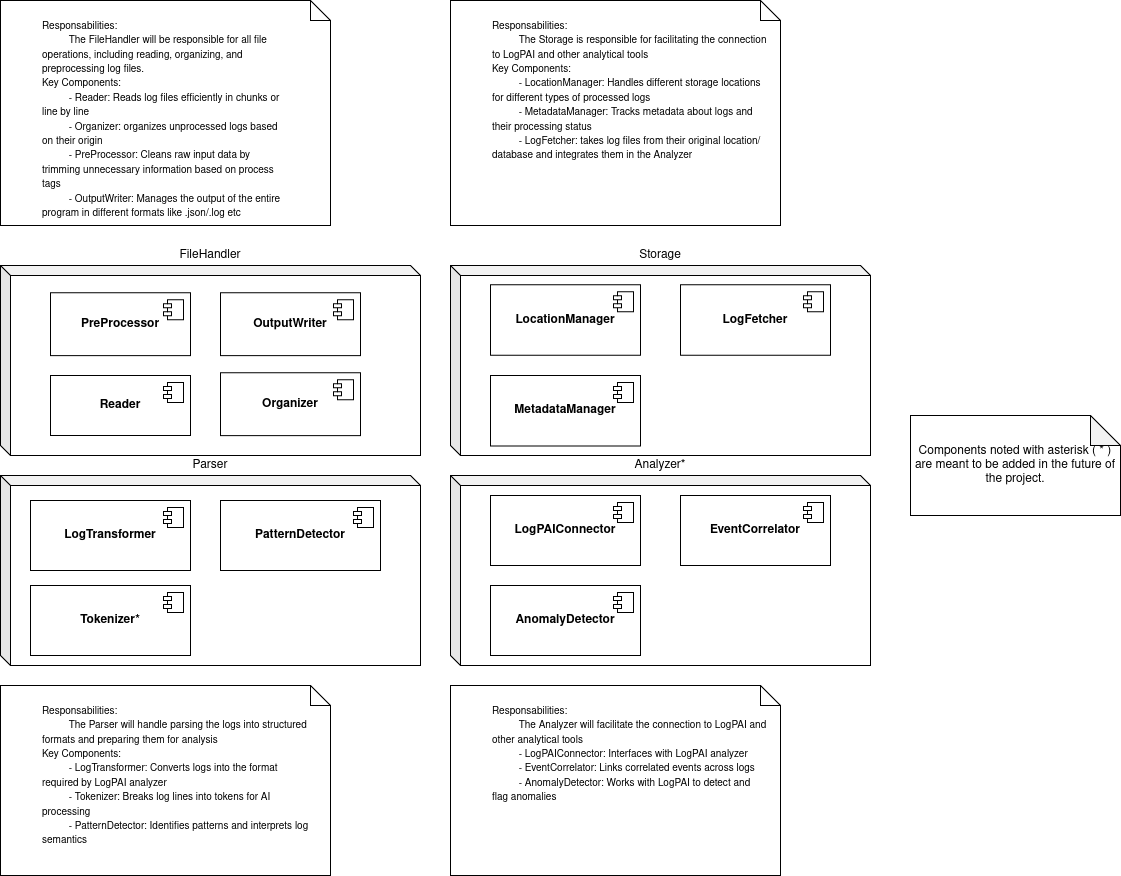 Responsabilities:
The FileHandler will be responsible for all file
operations, including reading, organizing, and
preprocessing log files.
Key Components:
- Reader: Reads log files efficiently in chunks or
line by line
- Organizer: organizes unprocessed logs based
on their origin
- PreProcessor: Cleans raw input data by
trimming unnecessary information based on process
tags
- OutputWriter: Manages the output of the entire
program in different formats like .json/.log etc
Responsabilities:
The Storage is responsible for facilitating the connection
to LogPAI and other analytical tools
Key Components:
- LocationManager: Handles different storage locations
for different types of processed logs
- MetadataManager: Tracks metadata about logs and
their processing status
- LogFetcher: takes log files from their original location/
database and integrates them in the Analyzer
FileHandler
PreProcessor
OutputWriter
Reader
Organizer
Storage
LocationManager
LogFetcher
MetadataManager
Components noted with asterisk ( * )
are meant to be added in the future of
the project.
Parser
LogTransformer
PatternDetector
Tokenizer*
Analyzer*
LogPAIConnector
EventCorrelator
AnomalyDetector
Responsabilities:
The Parser will handle parsing the logs into structured
formats and preparing them for analysis
Key Components:
- LogTransformer: Converts logs into the format
required by LogPAI analyzer
- Tokenizer: Breaks log lines into tokens for AI
processing
- PatternDetector: Identifies patterns and interprets log
semantics
Responsabilities:
The Analyzer will facilitate the connection to LogPAI and
other analytical tools
- LogPAIConnector: Interfaces with LogPAI analyzer
- EventCorrelator: Links correlated events across logs
- AnomalyDetector: Works with LogPAI to detect and
flag anomalies